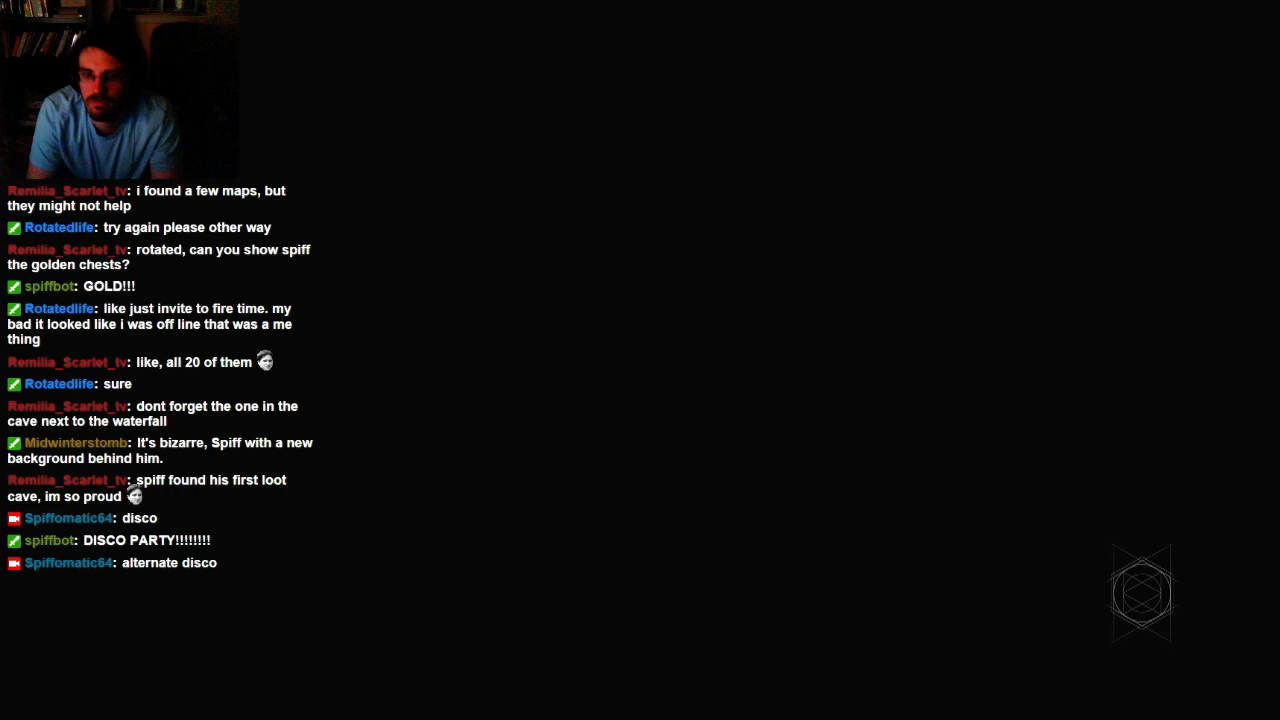 Remilia_Scarlet_tv: i found a few maps, but
they might not help
Rotatedlife: try again please other way
Remilia_Scarlet_tv: rotated, can you show spiff
the golden chests?
spiffbot: GOLD!!!
Rotatedlife: like just invite to fire time. my
bad it looked like i was off line that was a me
thing
Remilia_Scarlet_tv: like, all 20 of them
Rotatedlife: sure
Remilia_Scarlet_tv: dont forget the one in the
cave next to the waterfall
Midwinterstomb: It's bizarre, Spiff with a new
background behind him.
Remilia_Scarlet_tv: spiff found his first loot
cave, im so proud
Spiffomatic64: disco
spiffbot: DISCO PARTY!!!!!!!!
Spiffomatic64: alternate disco